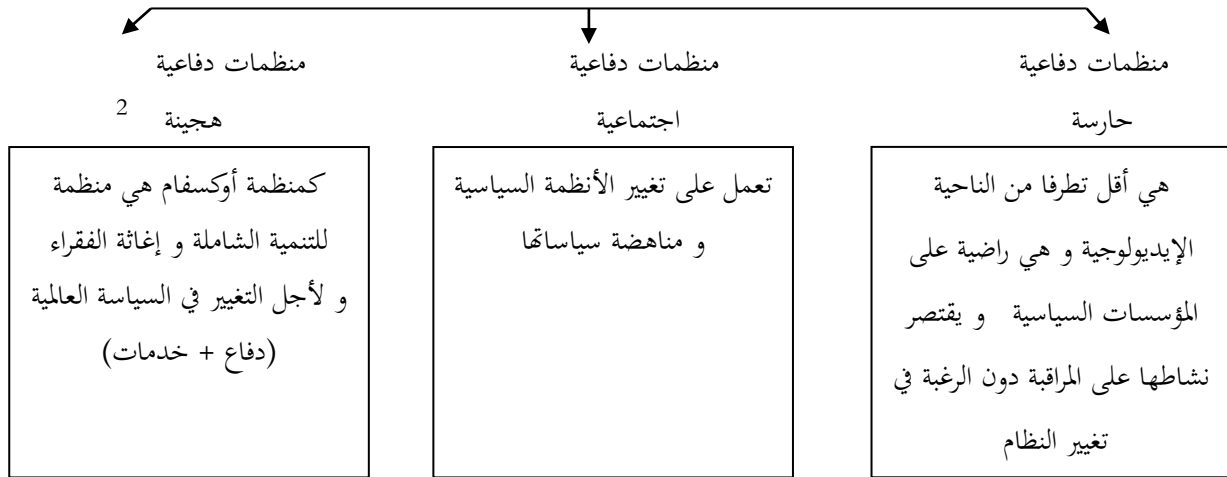 منظمات دفاعية
حارسة
هي أقل تطرفا من الناحية
الإيديولوجية و هي راضية على
المؤسسات السياسية و يقتصر
نشاطها على المراقبة دون الرغبة في
تغيير النظام
منظمات دفاعية
اجتماعية
تعمل على تغيير الأنظمة السياسية
و مناهضة سياساتها
منظمات دفاعية
هجينة 2
كمنظمة أوكسفام هي منظمة
للتنمية الشاملة و إغاثة الفقراء
و لأجل التغيير في السياسة العالمية
(دفاع + خدمات)